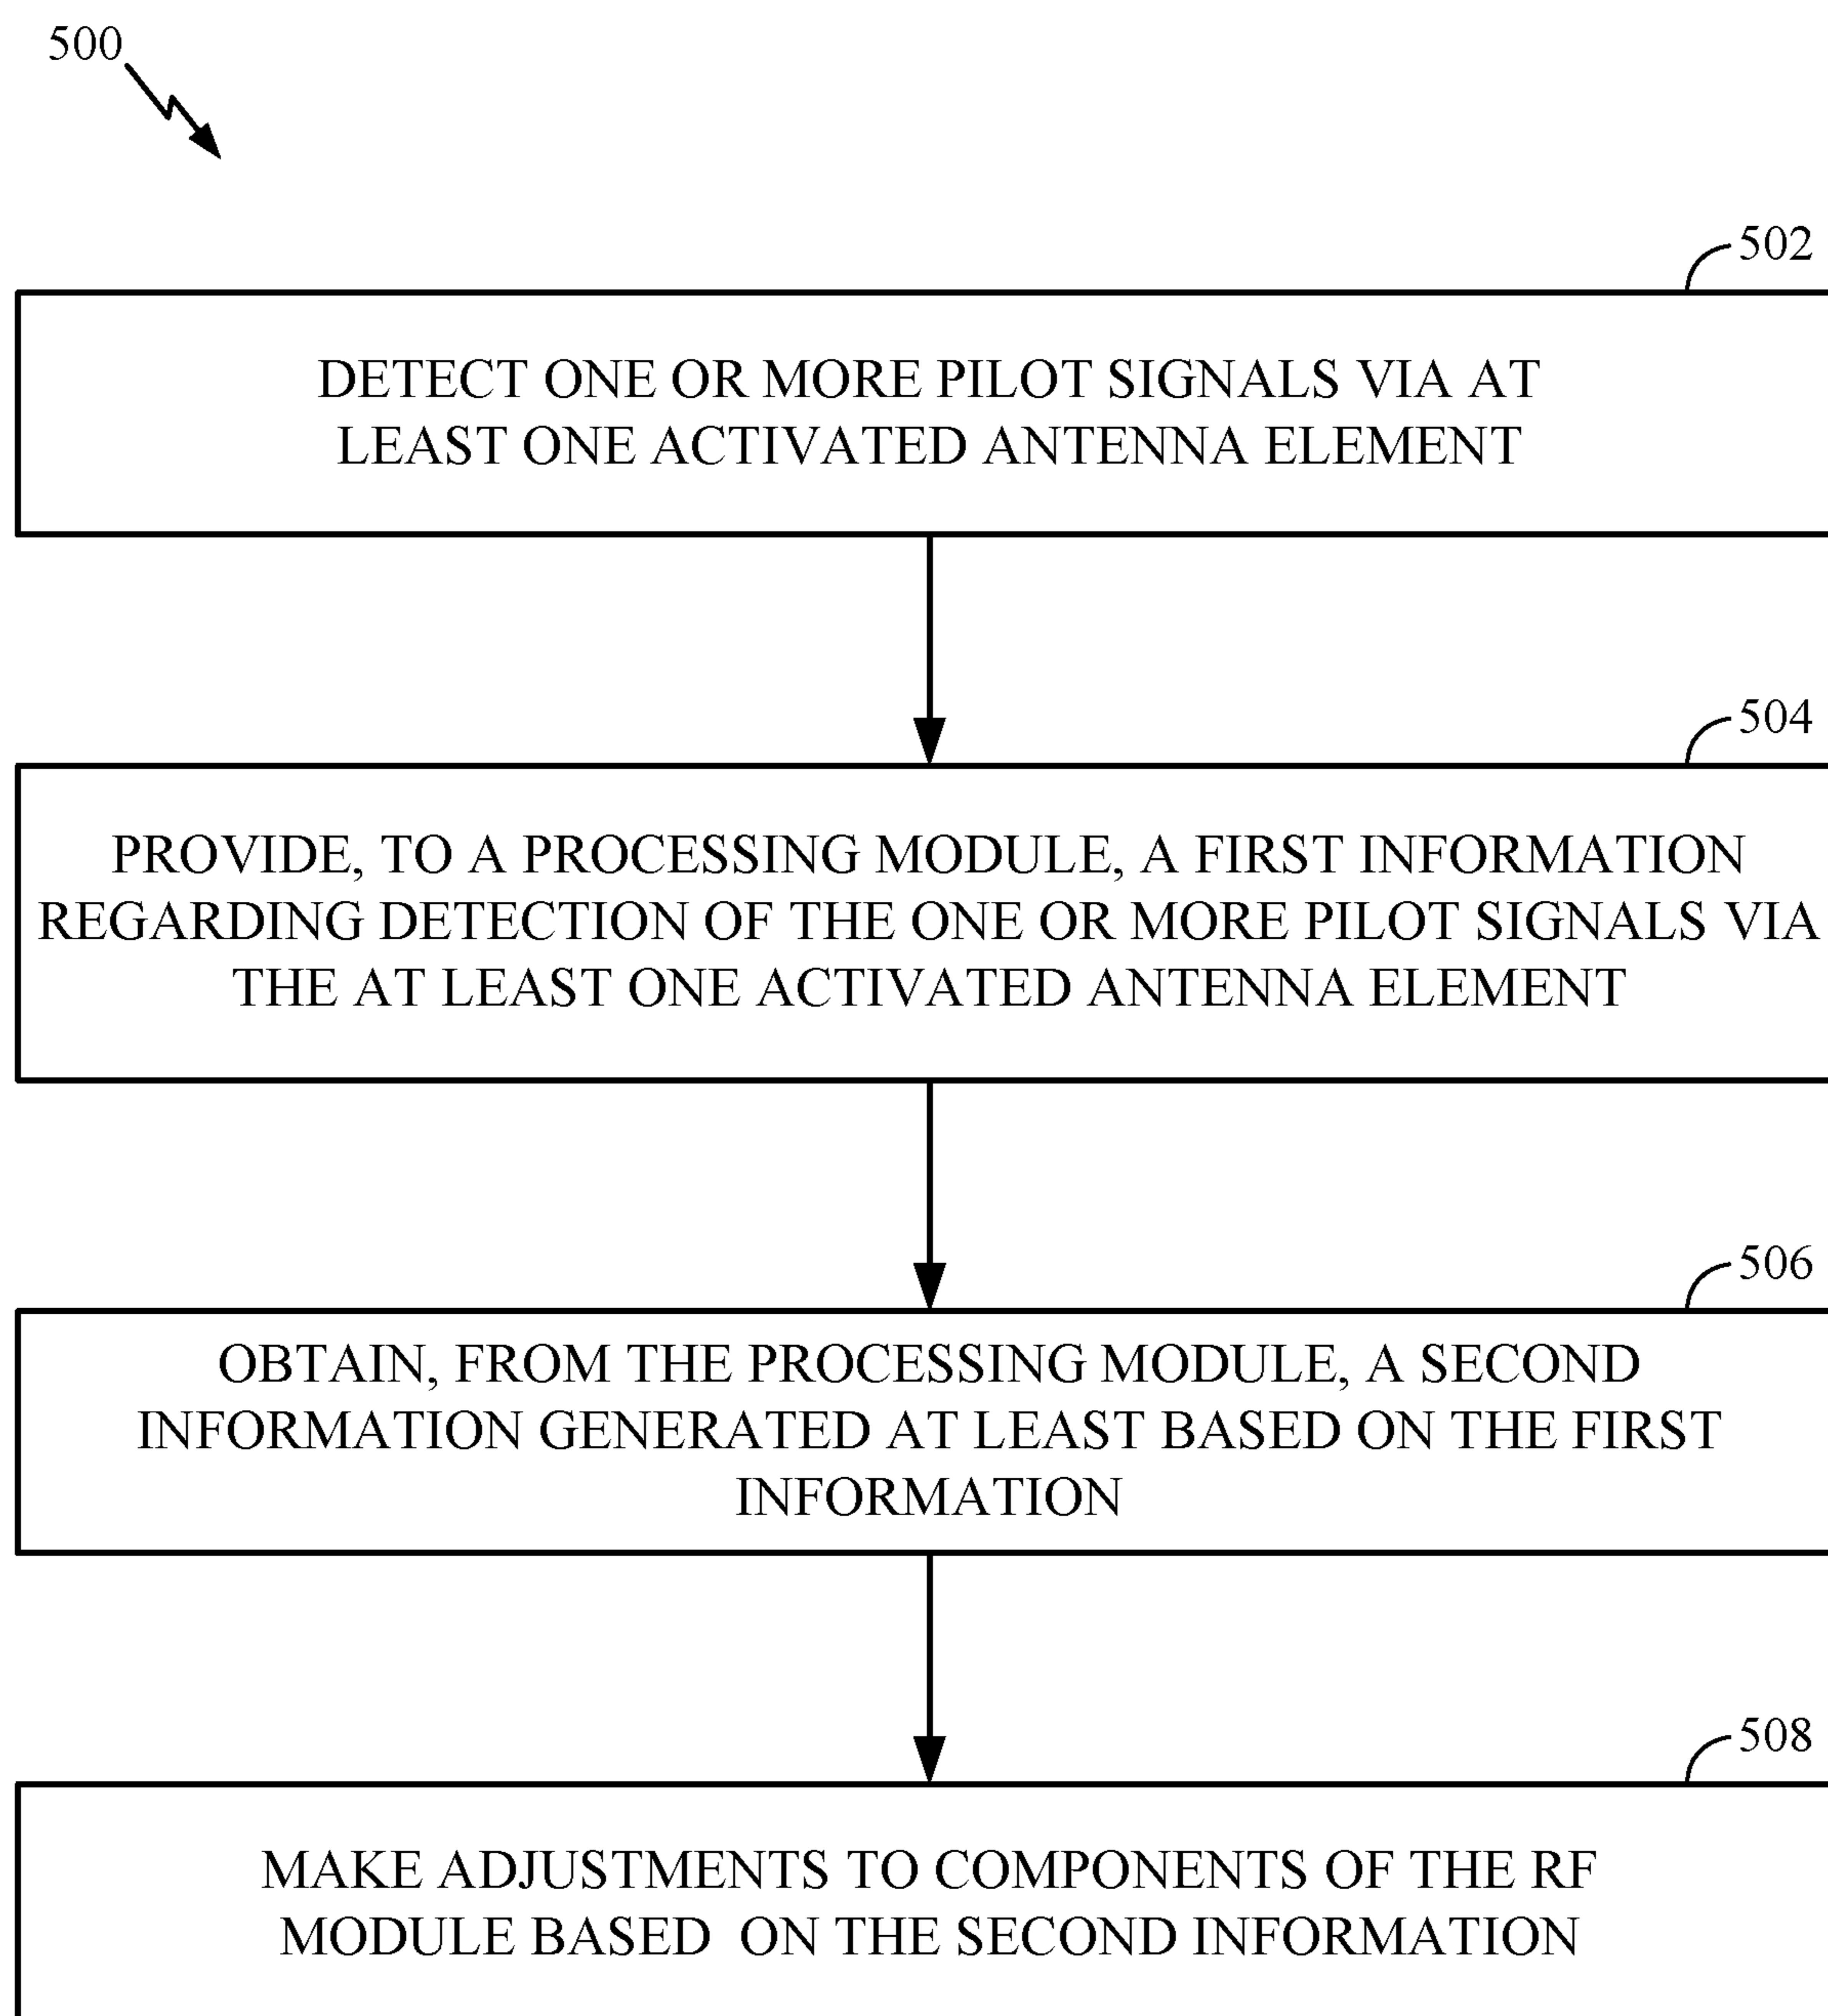 500
502
DETECT ONE OR MORE PILOT SIGNALS VIA AT
LEAST ONE ACTIVATED ANTENNA ELEMENT
504
PROVIDE, TO A PROCESSING MODULE, A FIRST INFORMATION
REGARDING DETECTION OF THE ONE OR MORE PILOT SIGNALS VIA
THE AT LEAST ONE ACTIVATED ANTENNA ELEMENT
506
OBTAIN, FROM THE PROCESSING MODULE, A SECOND
INFORMATION GENERATED AT LEAST BASED ON THE FIRST
INFORMATION
508
MAKE ADJUSTMENTS TO COMPONENTS OF THE RF
MODULE BASED ON THE SECOND INFORMATION